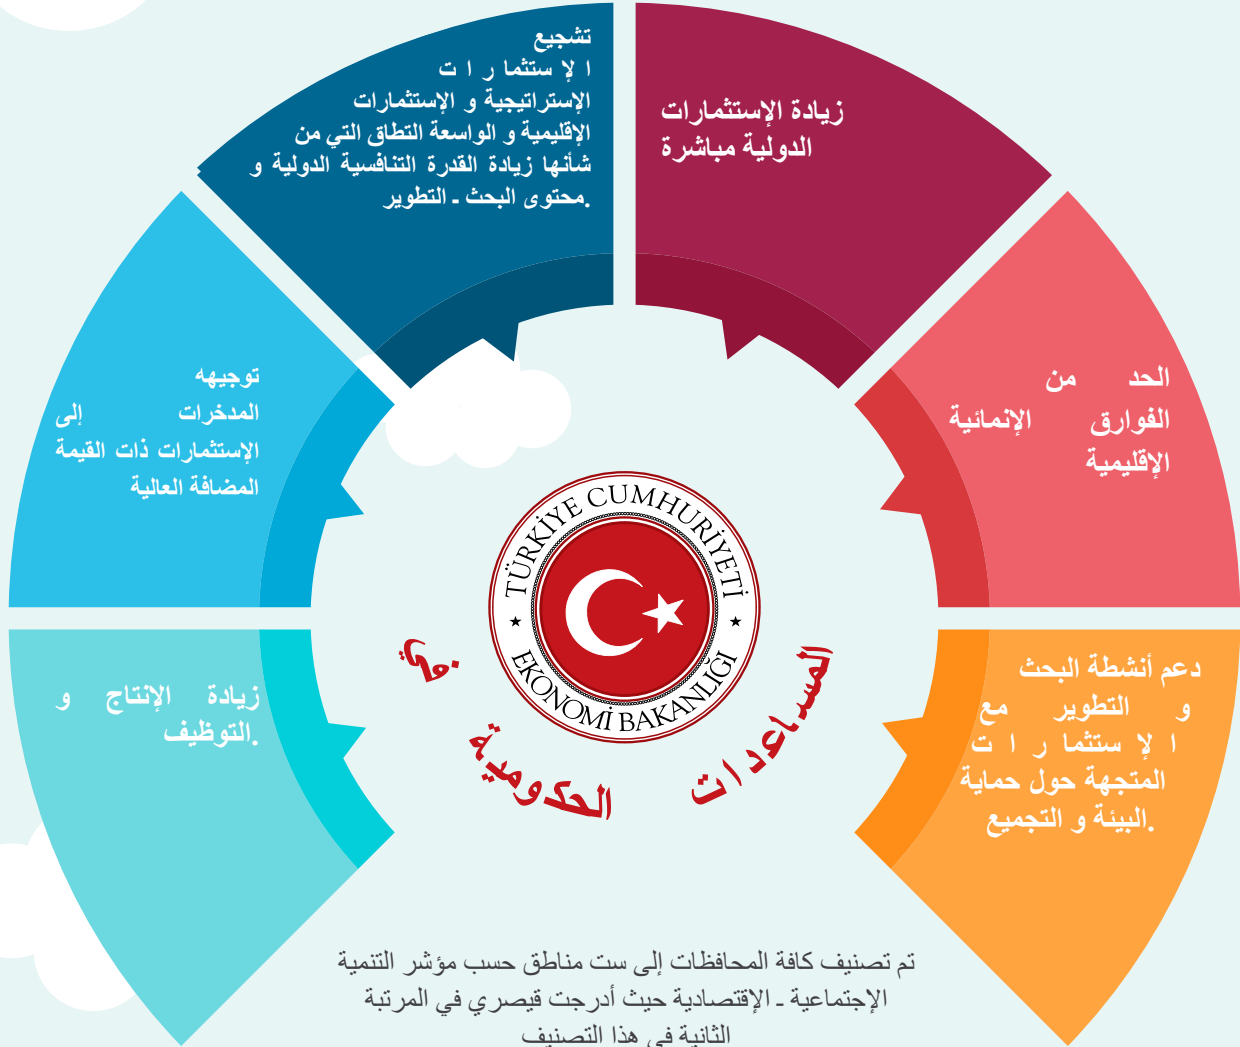 تشجيع
ا لإ ستثما ر ا ت
الإستراتيجية و الإستثمارات
الإقليمية و الواسعة التطاق التي من
شأنها زيادة القدرة التنافسية الدولية و
محتوى البحث ـ التطوير.
زيادة الإستثمارات
الدولية مباشرة
توجيهه
المدخرات إلى
الإستثمارات ذات القيمة
المضافة العالية
الحد من
الفوارق الإنمائية
الإقليمية
زيادة الإنتاج و
التوظيف.
دعم أنشطة البحث
و التطوير مع
ا لإ ستثما ر ا ت
المتجهة حول حماية
البيئة و التجميع.
TÜRKİYE CUMHURİYETİ
EKONOMİ BAKANLIĞI
المساعدات الحكومية في
تم تصنيف كافة المحافظات إلى ست مناطق حسب مؤشر التنمية
الإجتماعية ـ الإقتصادية حيث أدرجت قيصري في المرتبة
الثانية في هذا التصنيف